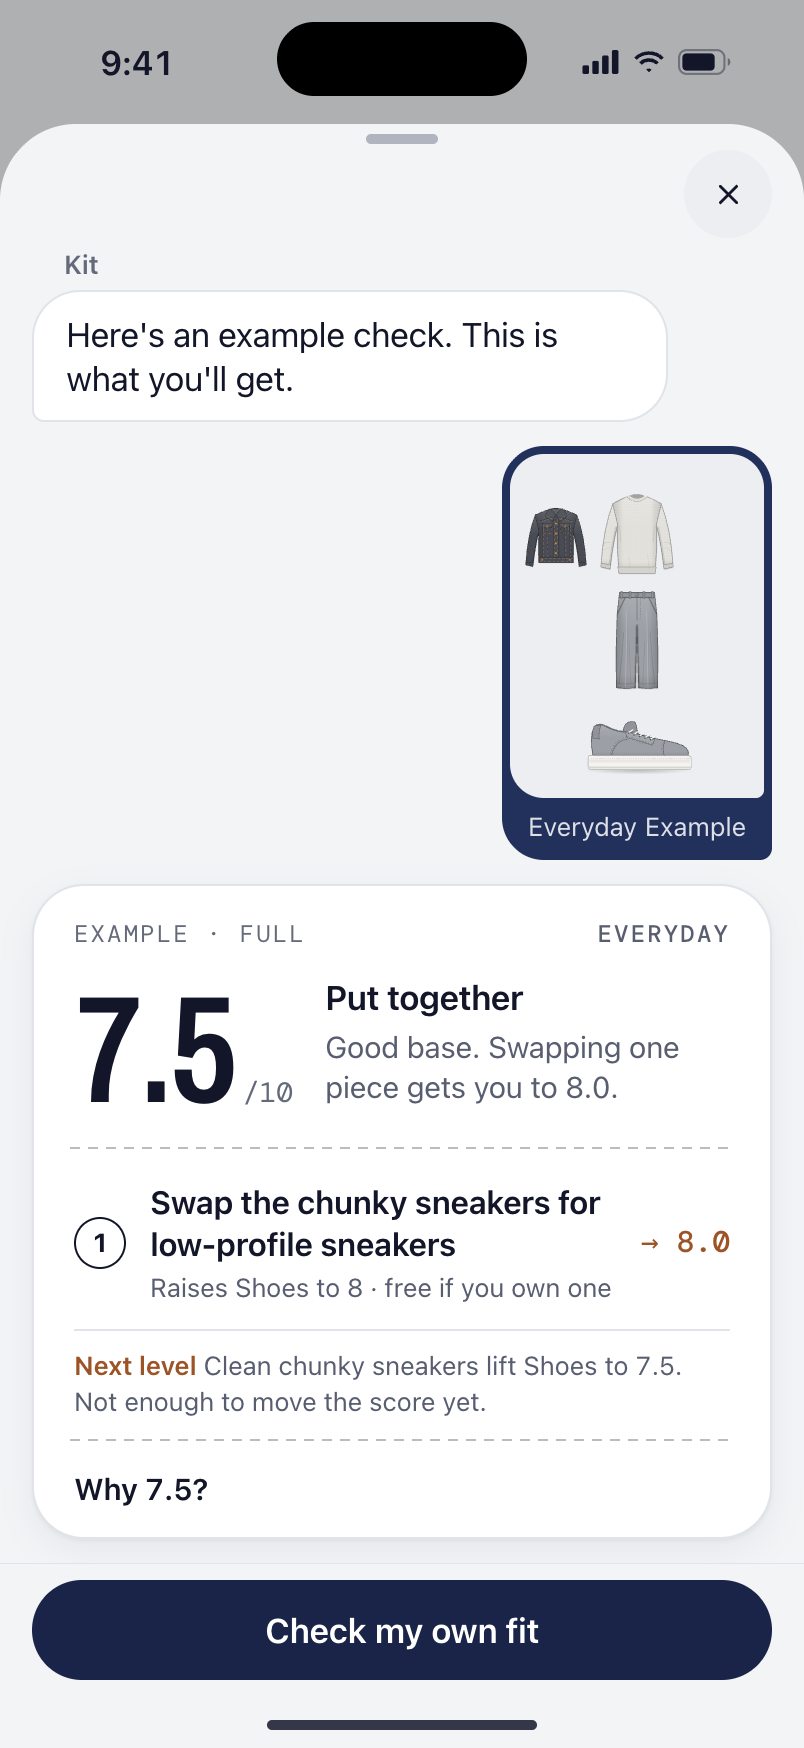 9:41
Kit
Here's an example check. This is
what you'll get.
Everyday Example
EXAMPLE · FULL
EVERYDAY
7.5 /10
Put together
Good base. Swapping one
piece gets you to 8.0.
1
Swap the chunky sneakers for
low-profile sneakers
→ 8.0
Raises Shoes to 8 · free if you own one
Next level Clean chunky sneakers lift Shoes to 7.5.
Not enough to move the score yet.
Why 7.5?
Check my own fit